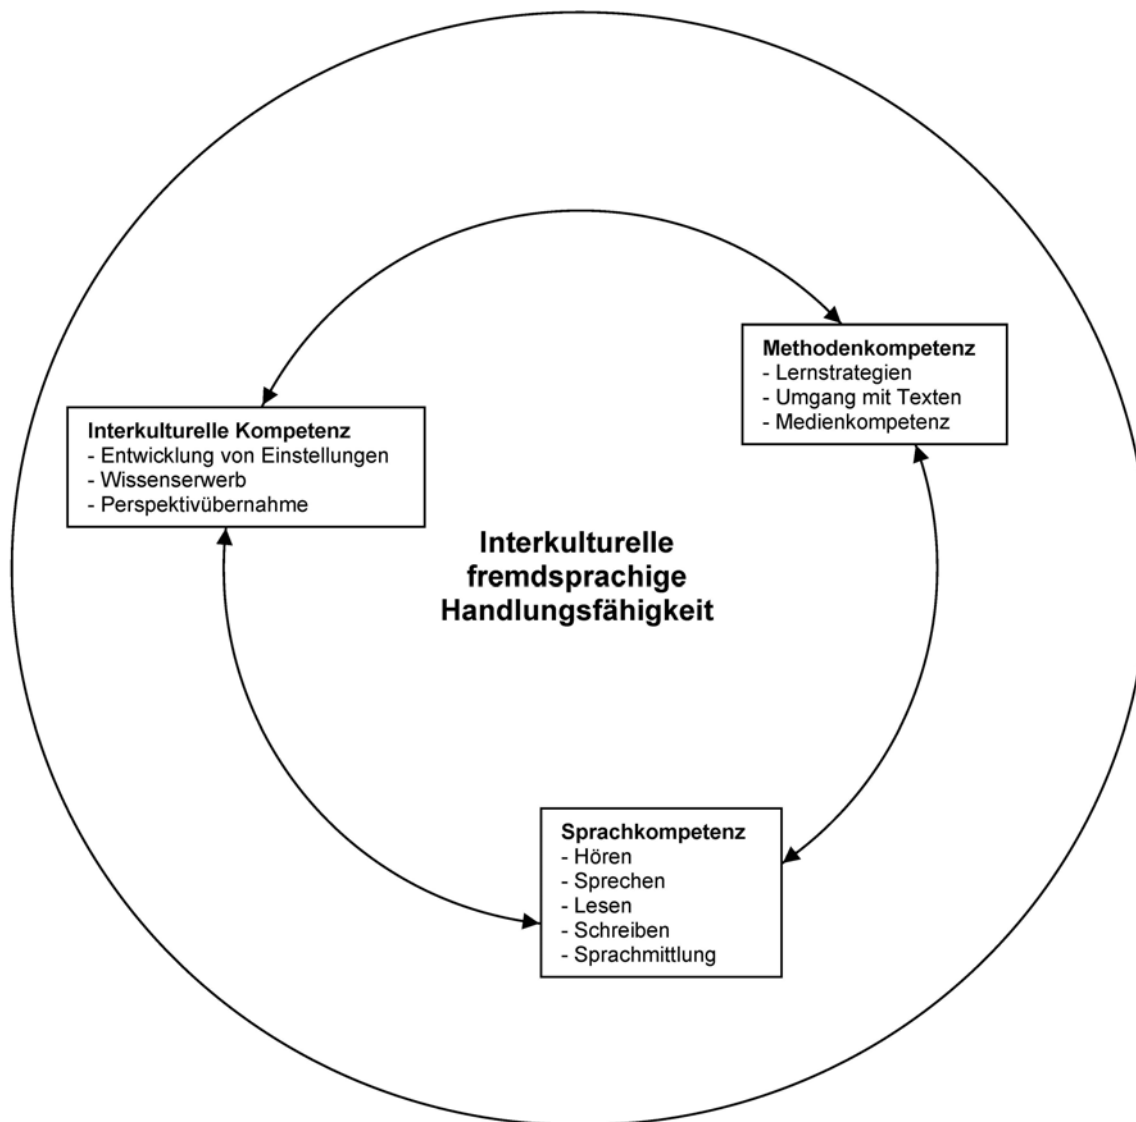 Methodenkompetenz
- Lernstrategien
- Umgang mit Texten
- Medienkompetenz
Interkulturelle Kompetenz
- Entwicklung von Einstellungen
- Wissenserwerb
- Perspektivübernahme
Interkulturelle
fremdsprachige
Handlungsfähigkeit
Sprachkompetenz
- Hören
- Sprechen
- Lesen
- Schreiben
- Sprachmittlung